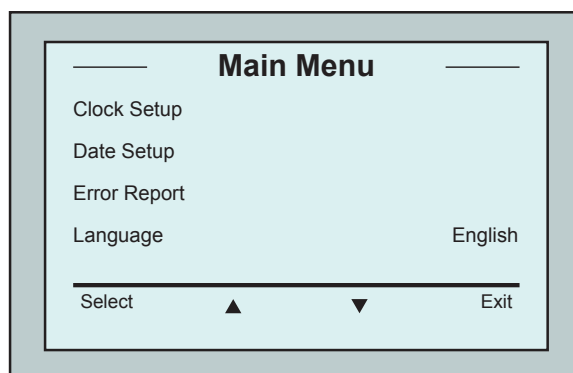 Main Menu
Clock Setup
Date Setup
Error Report
Language English
Select ▲ ▼ Exit